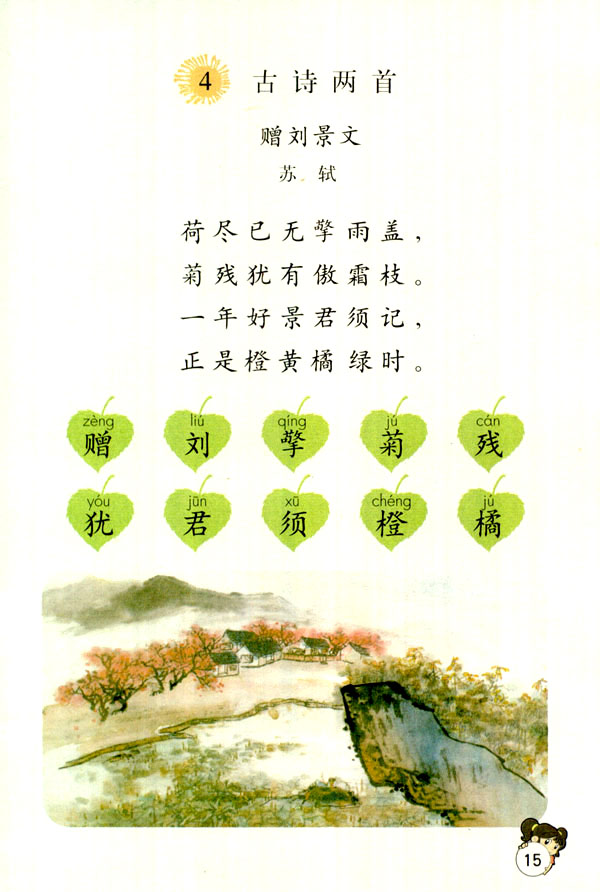 4 古诗两首
赠刘景文
苏轼
荷尽已无擎雨盖，
菊残犹有傲霜枝。
一年好景君须记，
正是橙黄橘绿时。
zèng liú qíng jú cán
赠 刘 擎 菊 残
yóu jūn xū chéng jú
犹 君 须 橙 橘
15